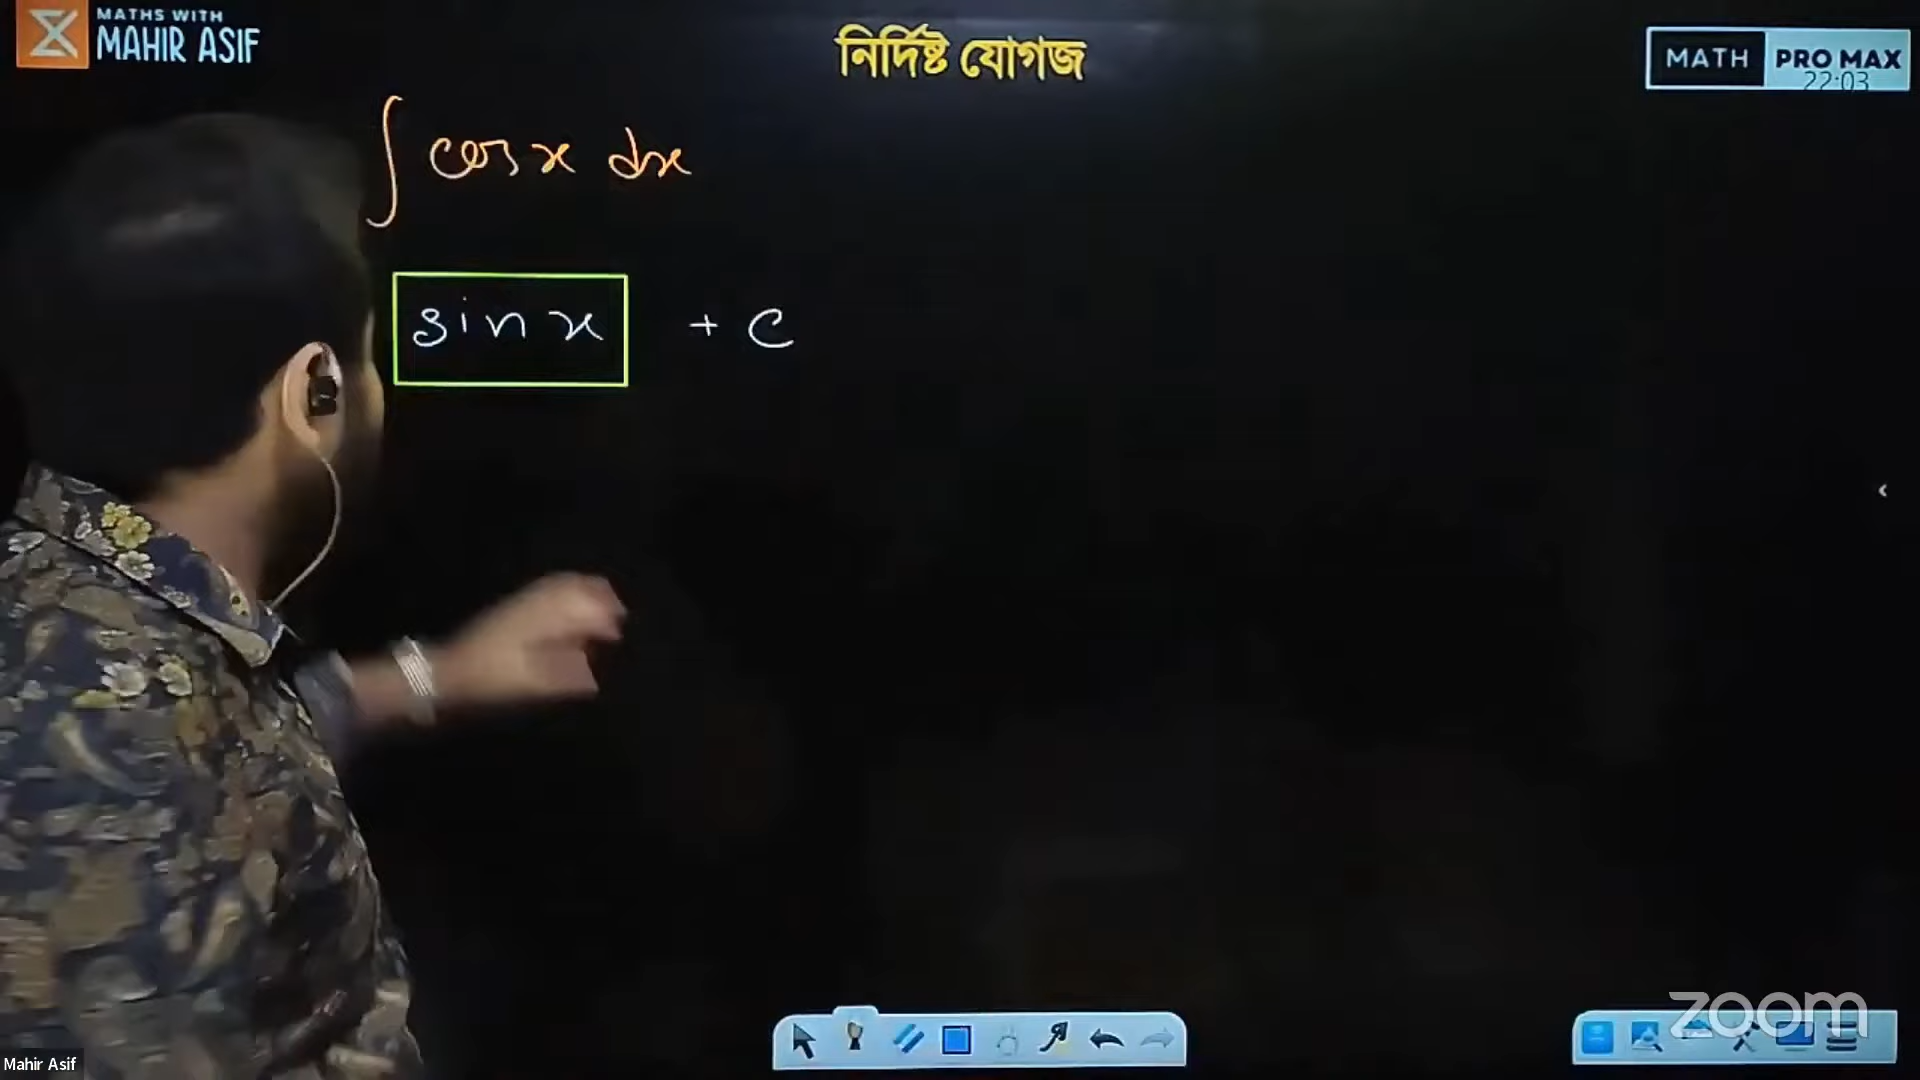 MATHS WITH
MAHIR ASIF
নির্দিষ্ট যোগজ
MATH PRO MAX
22:03
∫ cos x dx
sin x + c
zoom
Mahir Asif